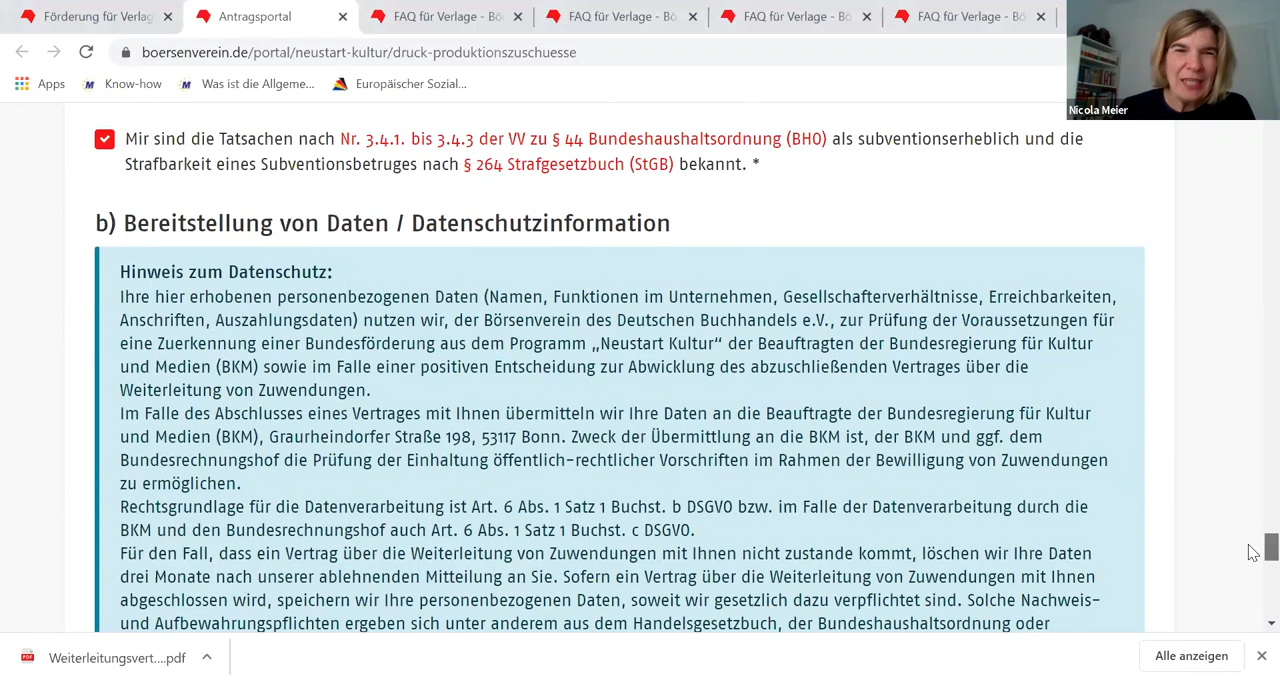 Förderung für Verlag
Antragsportal
FAQ für Verlage - Bö
FAQ für Verlage - Bö
FAQ für Verlage - Bö
FAQ für Verlage - Bö
boersenverein.de/portal/neustart-kultur/druck-produktionszuschuesse
Apps
Know-how
Was ist die Allgeme...
Europäischer Sozial...
Nicola Meier
Mir sind die Tatsachen nach Nr. 3.4.1. bis 3.4.3 der VV zu § 44 Bundeshaushaltsordnung (BHO) als subventionserheblich und die
Strafbarkeit eines Subventionsbetruges nach § 264 Strafgesetzbuch (StGB) bekannt. *
b) Bereitstellung von Daten / Datenschutzinformation
Hinweis zum Datenschutz:
Ihre hier erhobenen personenbezogenen Daten (Namen, Funktionen im Unternehmen, Gesellschafterverhältnisse, Erreichbarkeiten,
Anschriften, Auszahlungsdaten) nutzen wir, der Börsenverein des Deutschen Buchhandels e.V., zur Prüfung der Voraussetzungen für
eine Zuerkennung einer Bundesförderung aus dem Programm „Neustart Kultur“ der Beauftragten der Bundesregierung für Kultur
und Medien (BKM) sowie im Falle einer positiven Entscheidung zur Abwicklung des abzuschließenden Vertrages über die
Weiterleitung von Zuwendungen.
Im Falle des Abschlusses eines Vertrages mit Ihnen übermitteln wir Ihre Daten an die Beauftragte der Bundesregierung für Kultur
und Medien (BKM), Graurheindorfer Straße 198, 53117 Bonn. Zweck der Übermittlung an die BKM ist, der BKM und ggf. dem
Bundesrechnungshof die Prüfung der Einhaltung öffentlich-rechtlicher Vorschriften im Rahmen der Bewilligung von Zuwendungen
zu ermöglichen.
Rechtsgrundlage für die Datenverarbeitung ist Art. 6 Abs. 1 Satz 1 Buchst. b DSGVO bzw. im Falle der Datenverarbeitung durch die
BKM und den Bundesrechnungshof auch Art. 6 Abs. 1 Satz 1 Buchst. c DSGVO.
Für den Fall, dass ein Vertrag über die Weiterleitung von Zuwendungen mit Ihnen nicht zustande kommt, löschen wir Ihre Daten
drei Monate nach unserer ablehnenden Mitteilung an Sie. Sofern ein Vertrag über die Weiterleitung von Zuwendungen mit Ihnen
abgeschlossen wird, speichern wir Ihre personenbezogenen Daten, soweit wir gesetzlich dazu verpflichtet sind. Solche Nachweis-
und Aufbewahrungspflichten ergeben sich unter anderem aus dem Handelsgesetzbuch, der Bundeshaushaltsordnung oder
Weiterleitungsvert....pdf
Alle anzeigen